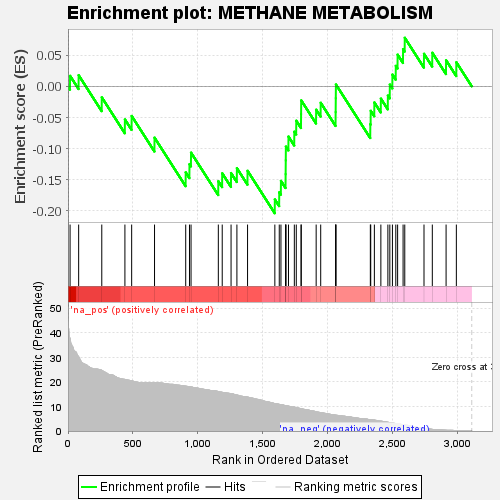 Enrichment plot: METHANE METABOLISM
Enrichment score (ES)
0.05
0.00
-0.05
-0.10
-0.15
-0.20
'na_pos' (positively correlated)
Ranked list metric (PreRanked)
50
40
30
20
10
0
Zero cross at 3
'na_neg' (negatively correlated)
0
500
1,000
1,500
2,000
2,500
3,000
Rank in Ordered Dataset
Enrichment profile
Hits
Ranking metric scores